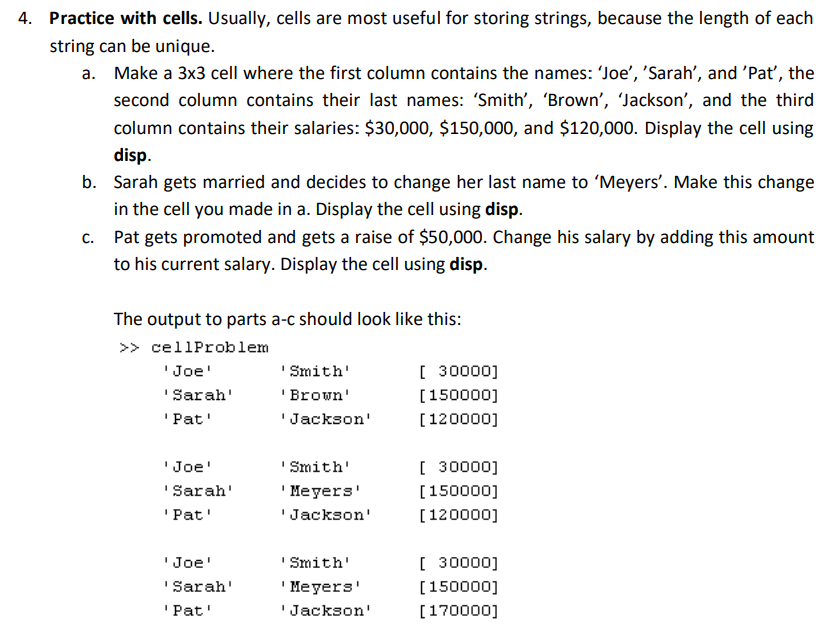 4. Practice with cells. Usually, cells are most useful for storing strings, because the length of each
string can be unique.
a. Make a 3x3 cell where the first column contains the names: ‘Joe’, ’Sarah’, and ’Pat’, the
second column contains their last names: ‘Smith’, ‘Brown’, ‘Jackson’, and the third
column contains their salaries: $30,000, $150,000, and $120,000. Display the cell using
disp.
b. Sarah gets married and decides to change her last name to ‘Meyers’. Make this change
in the cell you made in a. Display the cell using disp.
c. Pat gets promoted and gets a raise of $50,000. Change his salary by adding this amount
to his current salary. Display the cell using disp.
The output to parts a-c should look like this:
>> cellProblem
'Joe' 'Smith' [ 30000]
'Sarah' 'Brown' [150000]
'Pat' 'Jackson' [120000]
'Joe' 'Smith' [ 30000]
'Sarah' 'Meyers' [150000]
'Pat' 'Jackson' [120000]
'Joe' 'Smith' [ 30000]
'Sarah' 'Meyers' [150000]
'Pat' 'Jackson' [170000]